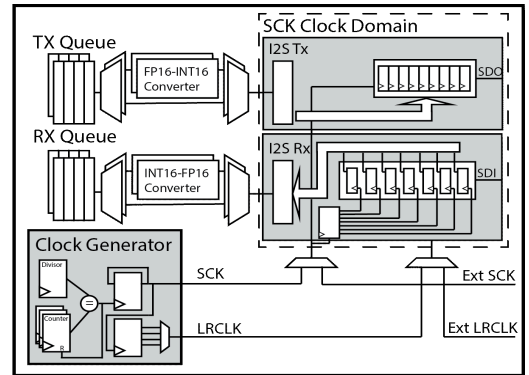 SCK Clock Domain
TX Queue
FP16-INT16
Converter
I2S Tx
SDO
RX Queue
INT16-FP16
Converter
I2S Rx
SDI
Clock Generator
Divisor
=
Counter
R
SCK
Ext SCK
LRCLK
Ext LRCLK